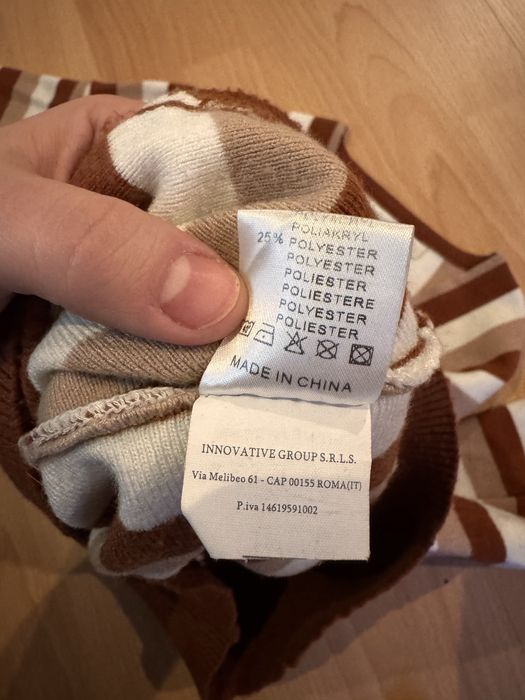 POLIAKRYL
25% POLYESTER
POLYESTER
POLIESTER
POLIESTERE
POLYESTER
POLIESTER
MADE IN CHINA
INNOVATIVE GROUP S.R.L.S.
Via Melibeo 61 - CAP 00155 ROMA(IT)
P.iva 14619591002